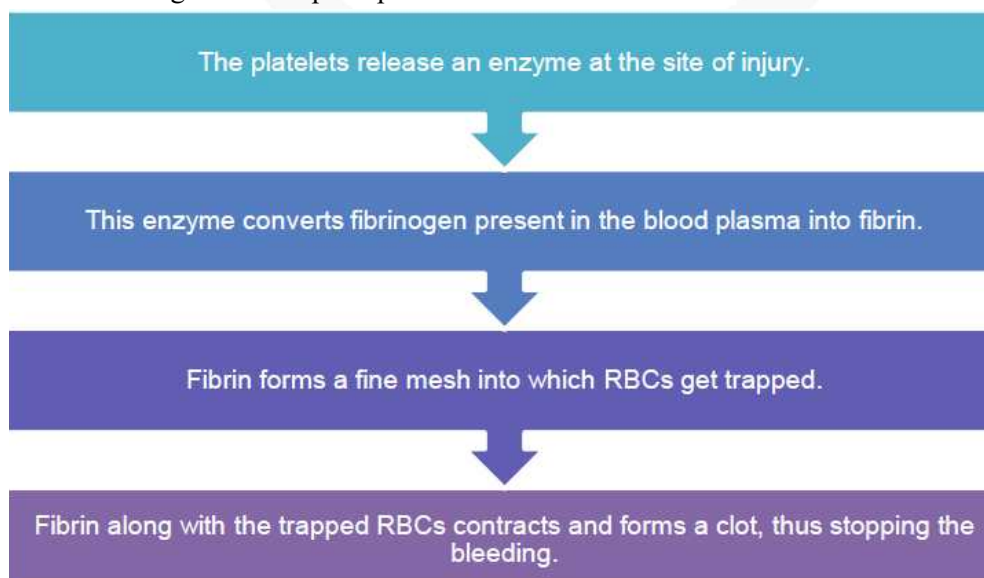 The platelets release an enzyme at the site of injury.
This enzyme converts fibrinogen present in the blood plasma into fibrin.
Fibrin forms a fine mesh into which RBCs get trapped.
Fibrin along with the trapped RBCs contracts and forms a clot, thus stopping the
bleeding.